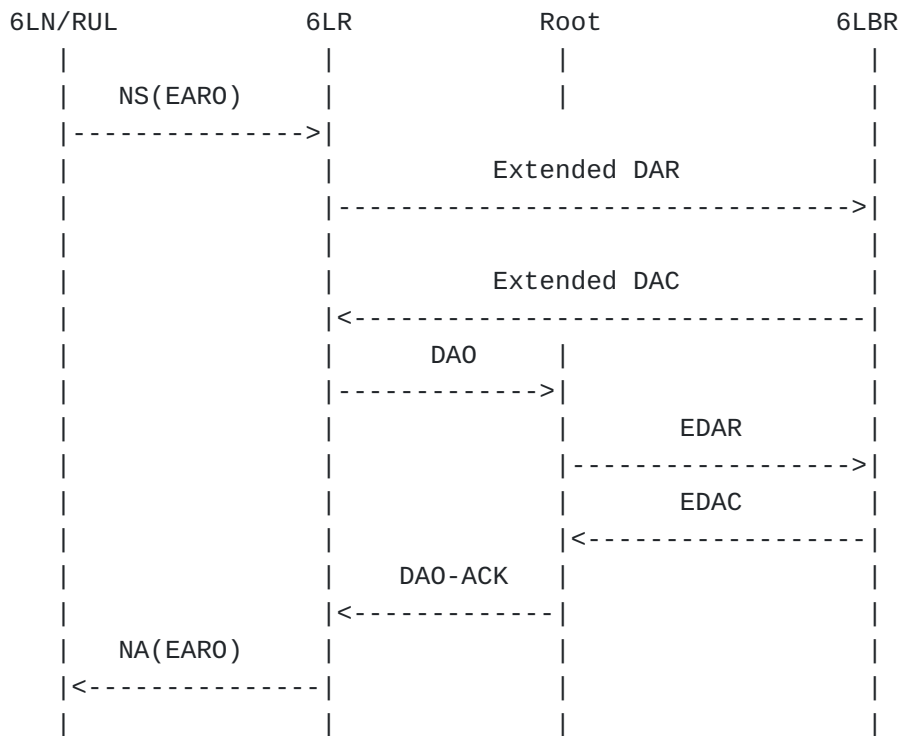 6LN/RUL 6LR Root 6LBR
NS(EARO)
Extended DAR
Extended DAC
DAO
EDAR
EDAC
DAO-ACK
NA(EARO)